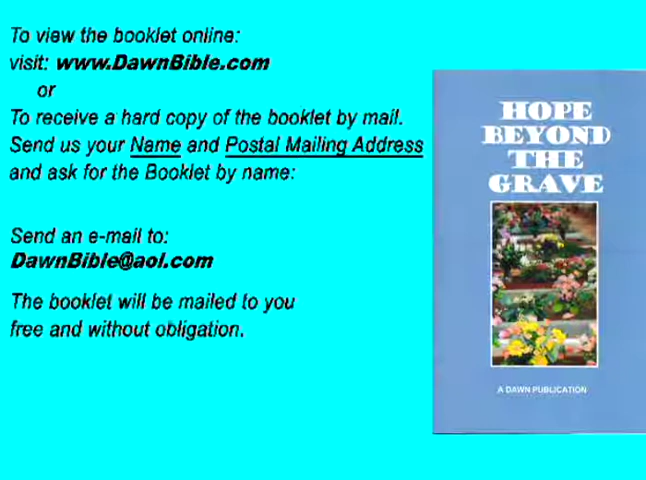 To view the booklet online:
visit: www.DawnBible.com
or
To receive a hard copy of the booklet by mail.
Send us your Name and Postal Mailing Address
and ask for the Booklet by name:
Send an e-mail to:
DawnBible@aol.com
The booklet will be mailed to you
free and without obligation.
HOPE
BEYOND
THE
GRAVE
A DAWN PUBLICATION